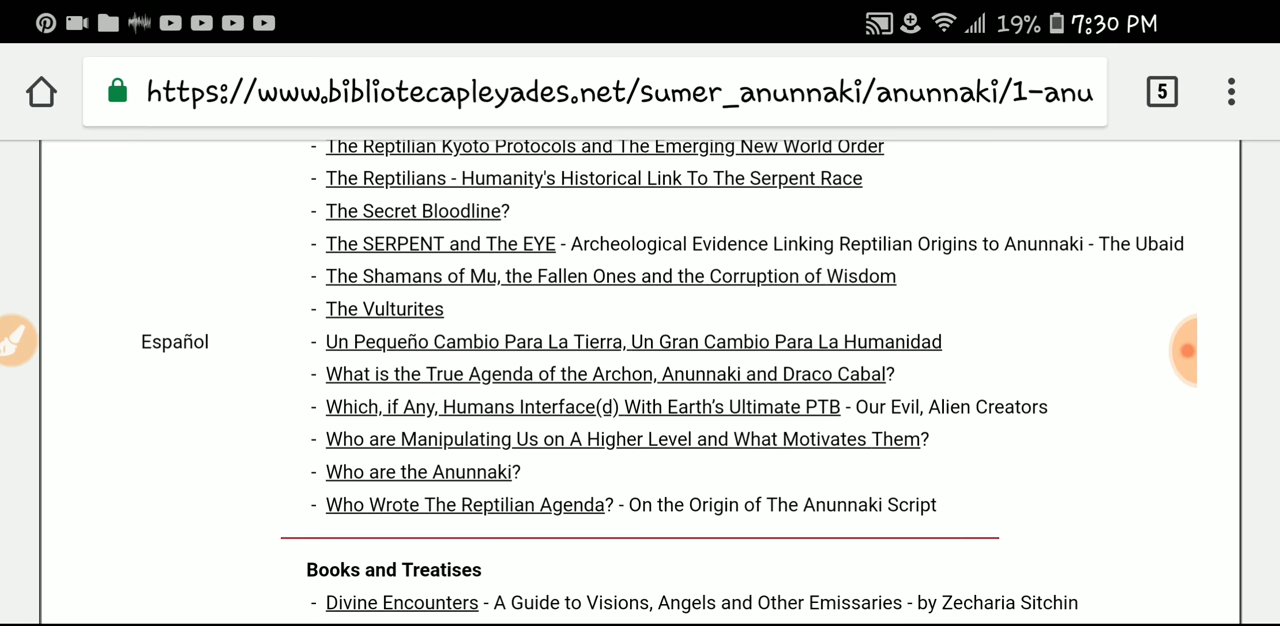 19% 7:30 PM
https://www.bibliotecapleyades.net/sumer_anunnaki/anunnaki/1-anu
5
- The Reptilian Kyoto Protocols and The Emerging New World Order
- The Reptilians - Humanity's Historical Link To The Serpent Race
- The Secret Bloodline?
- The SERPENT and The EYE - Archeological Evidence Linking Reptilian Origins to Anunnaki - The Ubaid
- The Shamans of Mu, the Fallen Ones and the Corruption of Wisdom
- The Vulturites
Español - Un Pequeño Cambio Para La Tierra, Un Gran Cambio Para La Humanidad
- What is the True Agenda of the Archon, Anunnaki and Draco Cabal?
- Which, if Any, Humans Interface(d) With Earth’s Ultimate PTB - Our Evil, Alien Creators
- Who are Manipulating Us on A Higher Level and What Motivates Them?
- Who are the Anunnaki?
- Who Wrote The Reptilian Agenda? - On the Origin of The Anunnaki Script
Books and Treatises
- Divine Encounters - A Guide to Visions, Angels and Other Emissaries - by Zecharia Sitchin